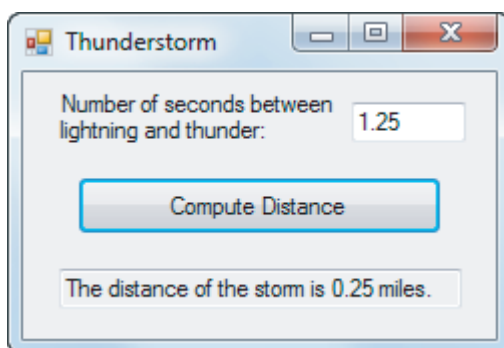 Thunderstorm
Number of seconds between
lightning and thunder:
1.25
Compute Distance
The distance of the storm is 0.25 miles.